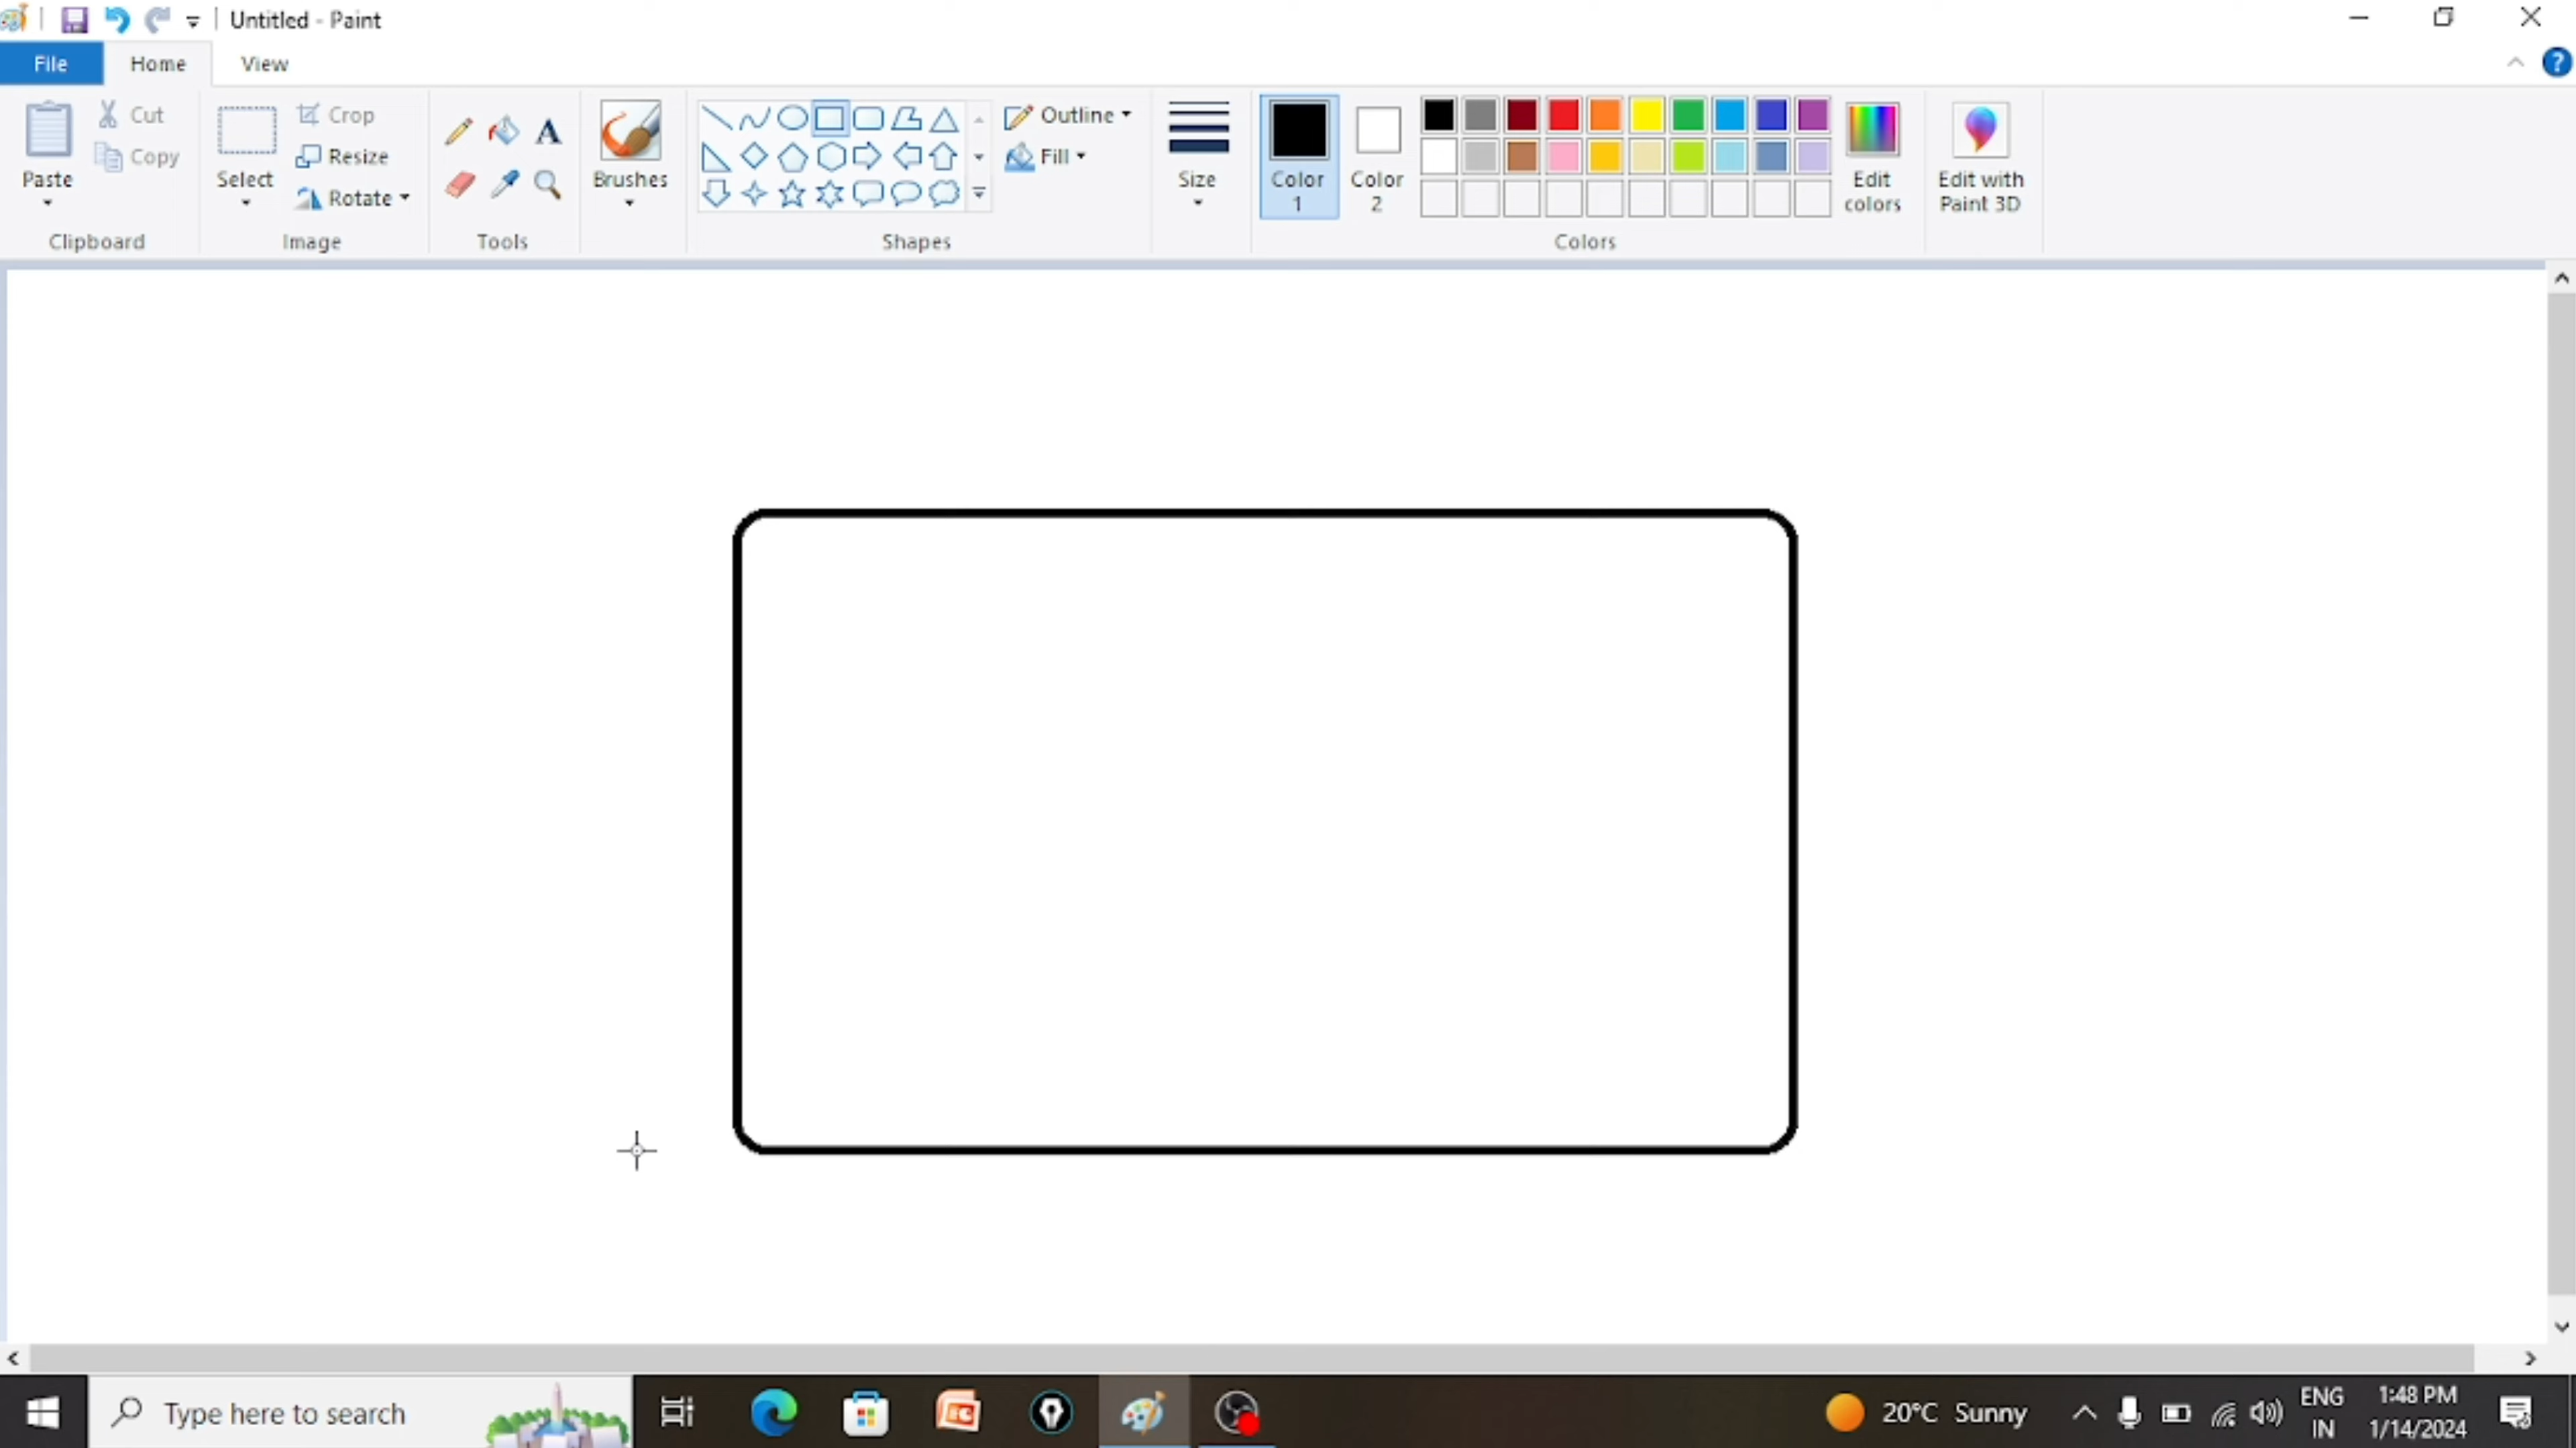 Untitled - Paint
File
Home
View
Paste
Cut
Copy
Clipboard
Select
Crop
Resize
Rotate
Image
A
Tools
Brushes
Shapes
Outline
Fill
Size
Color
1
Color
2
Colors
Edit
colors
Edit with
Paint 3D
Type here to search
20°C Sunny
ENG
IN
1:48 PM
1/14/2024